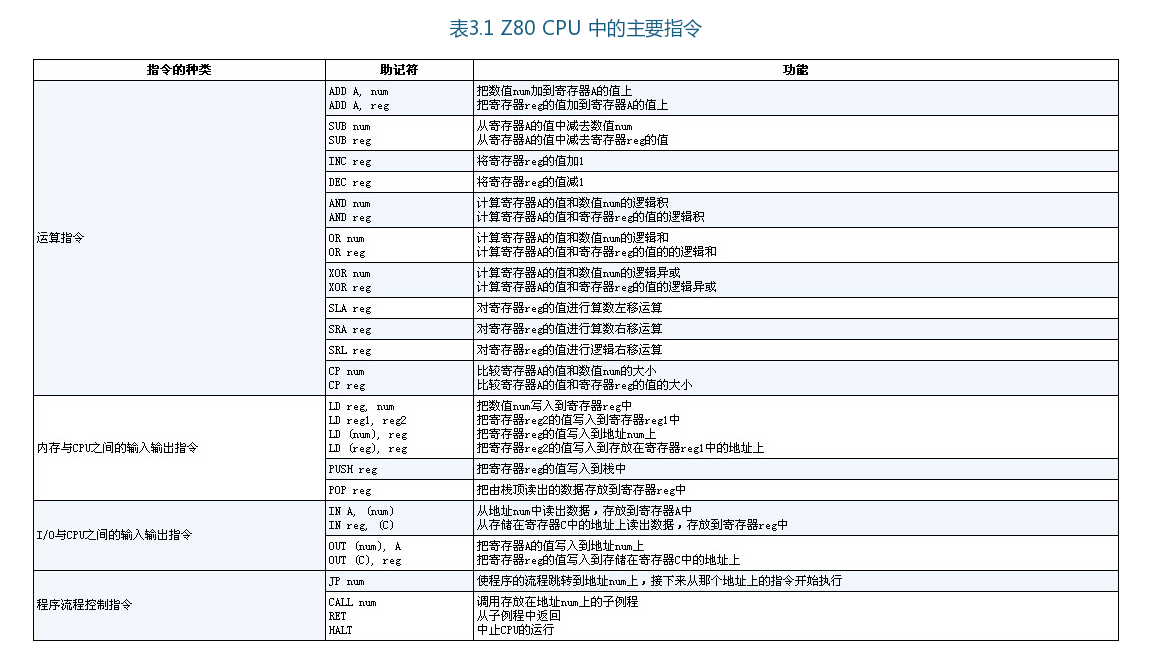 表3.1 Z80 CPU 中的主要指令
指令的种类 助记符 功能
运算指令
ADD A, num 把数值num加到寄存器A的值上
ADD A, reg 把寄存器reg的值加到寄存器A的值上
SUB num 从寄存器A的值中减去数值num
SUB reg 从寄存器A的值中减去寄存器reg的值
INC reg 将寄存器reg的值加1
DEC reg 将寄存器reg的值减1
AND num 计算寄存器A的值和数值num的逻辑积
AND reg 计算寄存器A的值和寄存器reg的值的逻辑积
OR num 计算寄存器A的值和数值num的逻辑和
OR reg 计算寄存器A的值和寄存器reg的值的的逻辑和
XOR num 计算寄存器A的值和数值num的逻辑异或
XOR reg 计算寄存器A的值和寄存器reg的值的逻辑异或
SLA reg 对寄存器reg的值进行算数左移运算
SRA reg 对寄存器reg的值进行算数右移运算
SRL reg 对寄存器reg的值进行逻辑右移运算
CP num 比较寄存器A的值和数值num的大小
CP reg 比较寄存器A的值和寄存器reg的值的大小
内存与CPU之间的输入输出指令
LD reg, num 把数值num写入到寄存器reg中
LD reg1, reg2 把寄存器reg2的值写入到寄存器reg1中
LD (num), reg 把寄存器reg的值写入到地址num上
LD (reg), reg 把寄存器reg2的值写入到存放在寄存器reg1中的地址上
PUSH reg 把寄存器reg的值写入到栈中
POP reg 把由栈顶读出的数据存放到寄存器reg中
I/O与CPU之间的输入输出指令
IN A, (num) 从地址num中读出数据，存放到寄存器A中
IN reg, (C) 从存储在寄存器C中的地址上读出数据，存放到寄存器reg中
OUT (num), A 把寄存器A的值写入到地址num上
OUT (C), reg 把寄存器reg的值写入到存储在寄存器C中的地址上
程序流程控制指令
JP num 使程序的流程跳转到地址num上，接下来从那个地址上的指令开始执行
CALL num 调用存放在地址num上的子例程
RET 从子例程中返回
HALT 中止CPU的运行